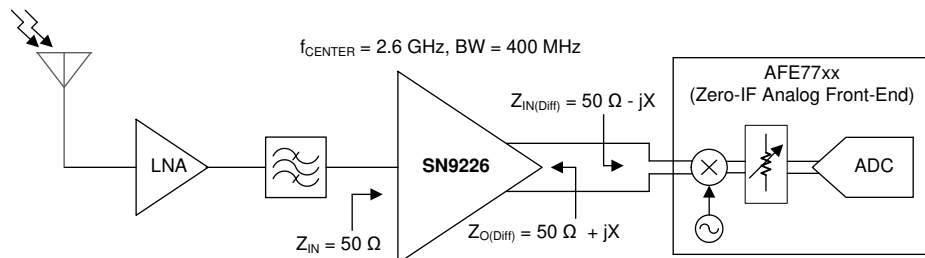 f_CENTER = 2.6 GHz, BW = 400 MHz
AFE77xx
(Zero-IF Analog Front-End)
Z_IN(Diff) = 50 Ω - jX
LNA
SN9226
ADC
Z_IN = 50 Ω
Z_O(Diff) = 50 Ω + jX